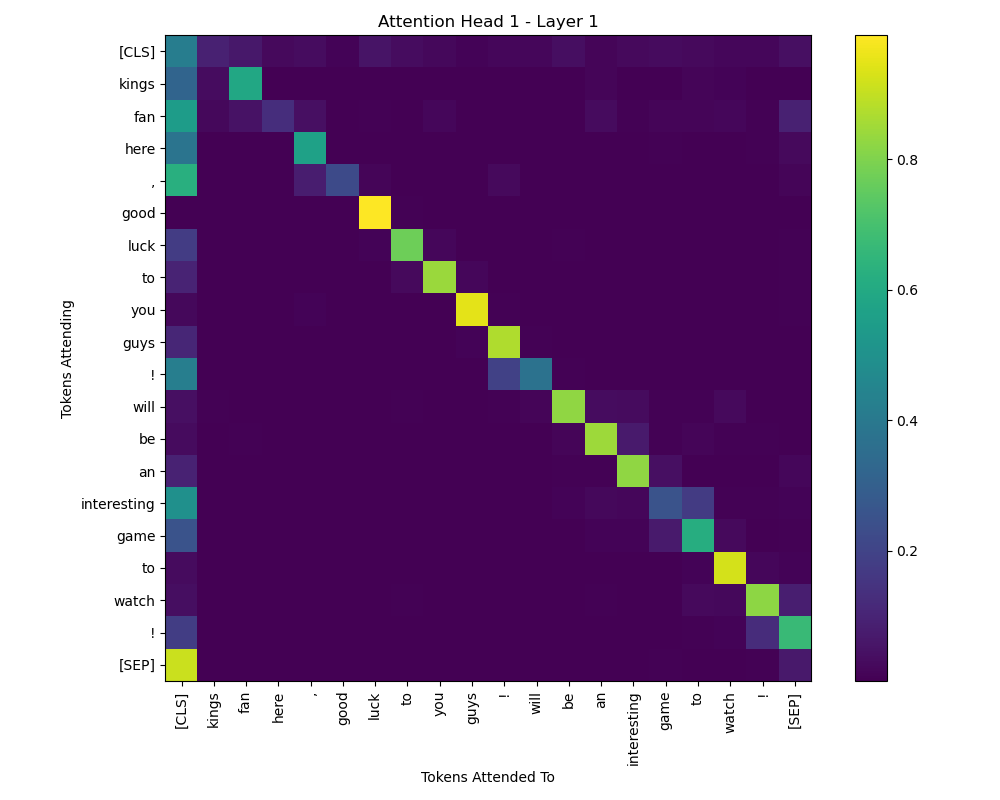 Attention Head 1 - Layer 1
[CLS]
kings
fan
here
,
good
luck
to
you
guys
!
will
be
an
interesting
game
to
watch
!
[SEP]
Tokens Attending
[CLS]
kings
fan
here
,
good
luck
to
you
guys
!
will
be
an
interesting
game
to
watch
!
[SEP]
Tokens Attended To
0.8
0.6
0.4
0.2